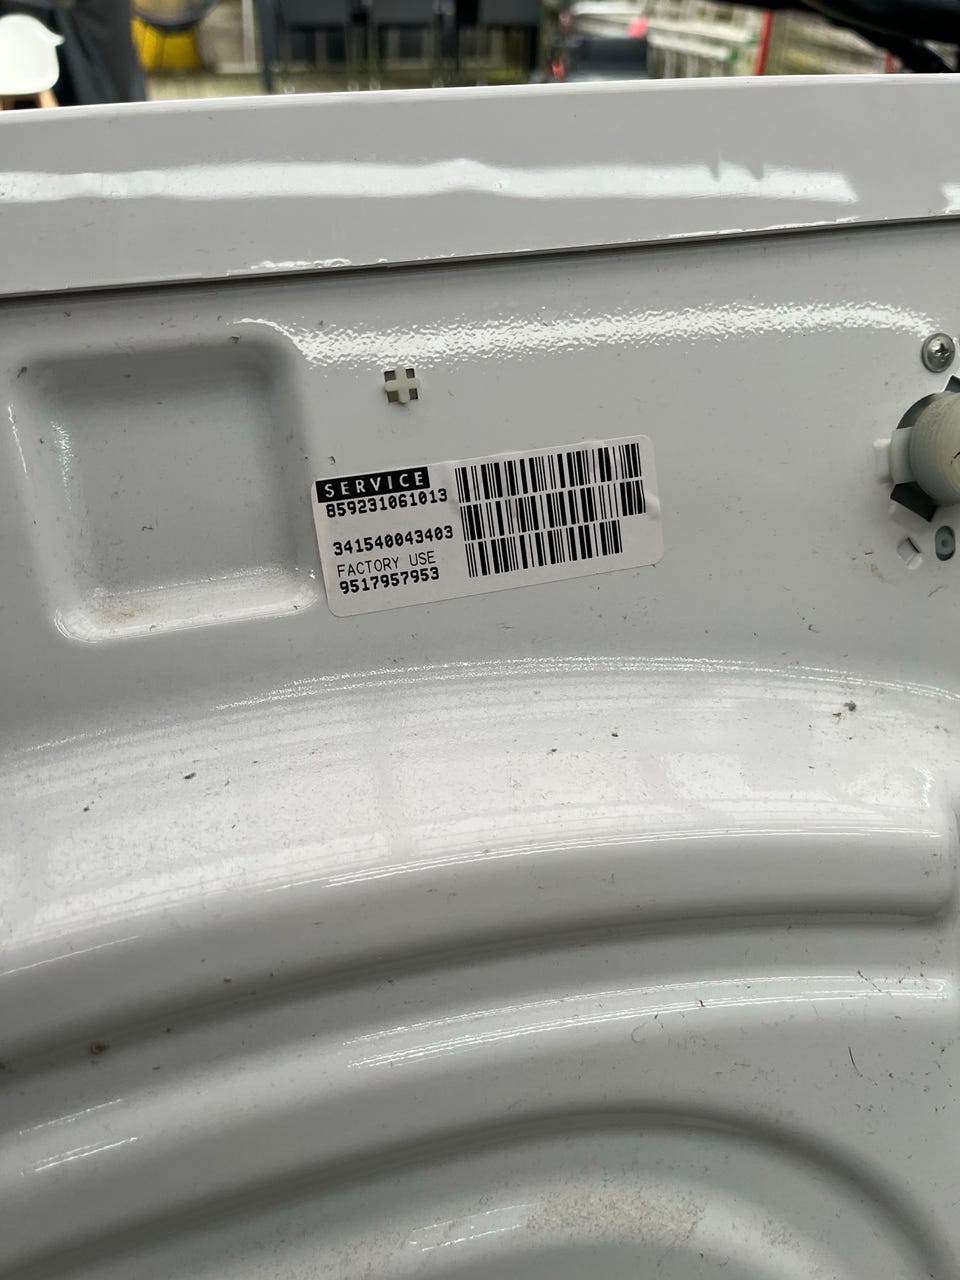 SERVICE
859231061013
341540043403
FACTORY USE
9517957953